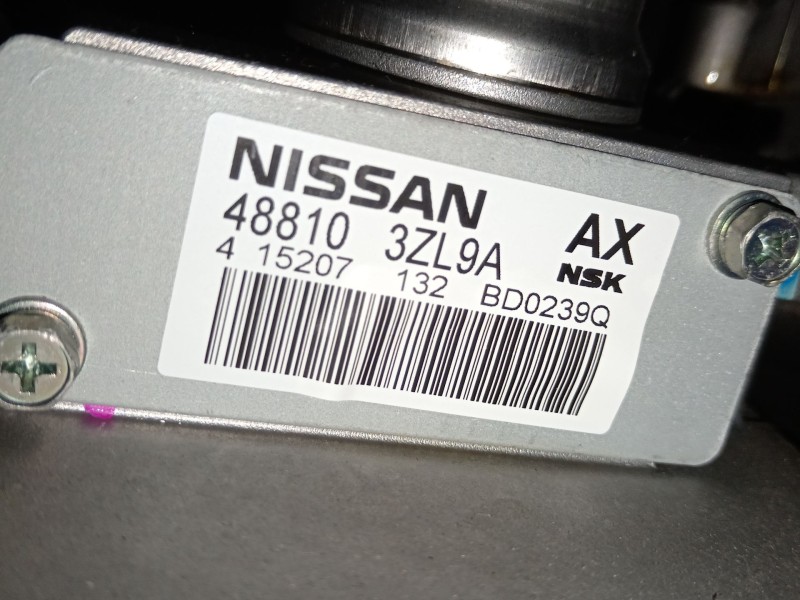 NISSAN
48810 3ZL9A AX
4 15207 132 BD0239Q NSK